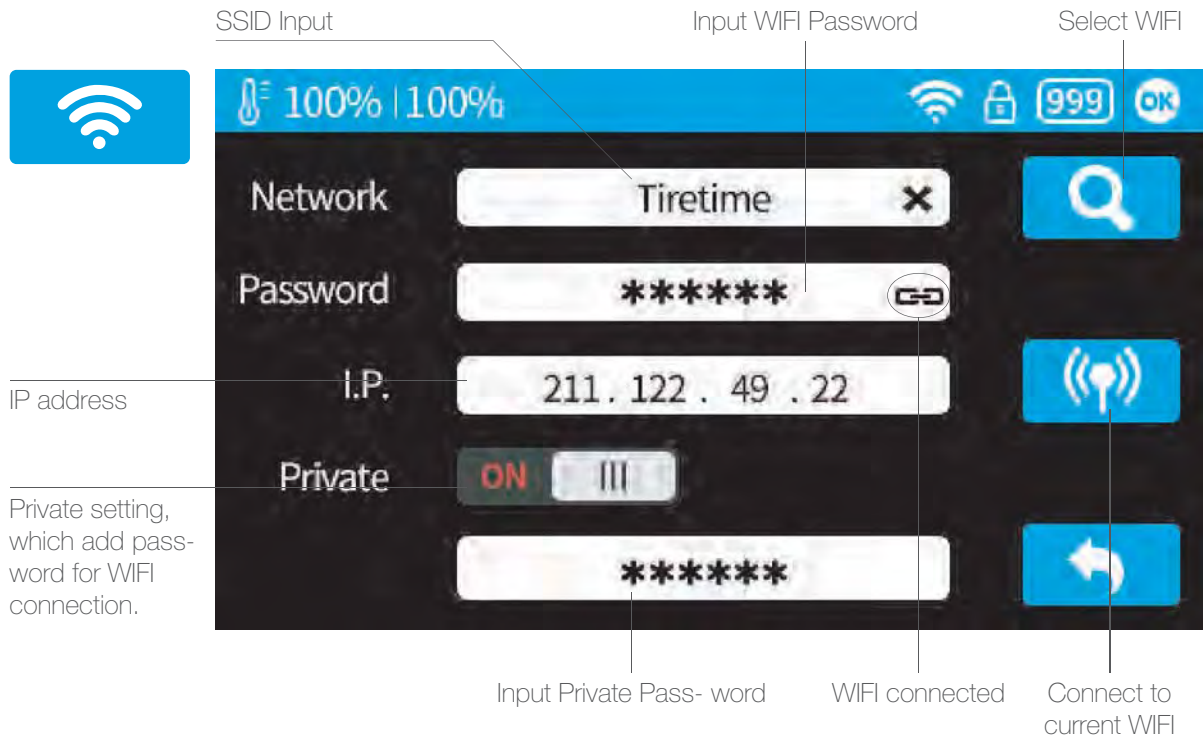 SSID Input
Input WIFI Password
Select WIFI
100% | 100%
999
OK
Network
Tiretime
Password
******
I.P.
211 . 122 . 49 . 22
IP address
Private
ON
Private setting,
which add pass-
word for WIFI
connection.
******
Input Private Pass- word
WIFI connected
Connect to
current WIFI